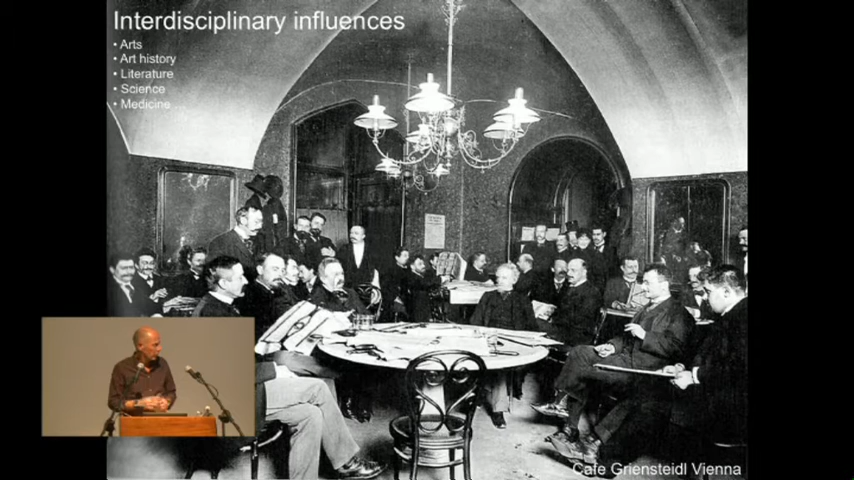 Interdisciplinary influences
• Arts
• Art history
• Literature
• Science
• Medicine ...
Cafe Griensteidl Vienna